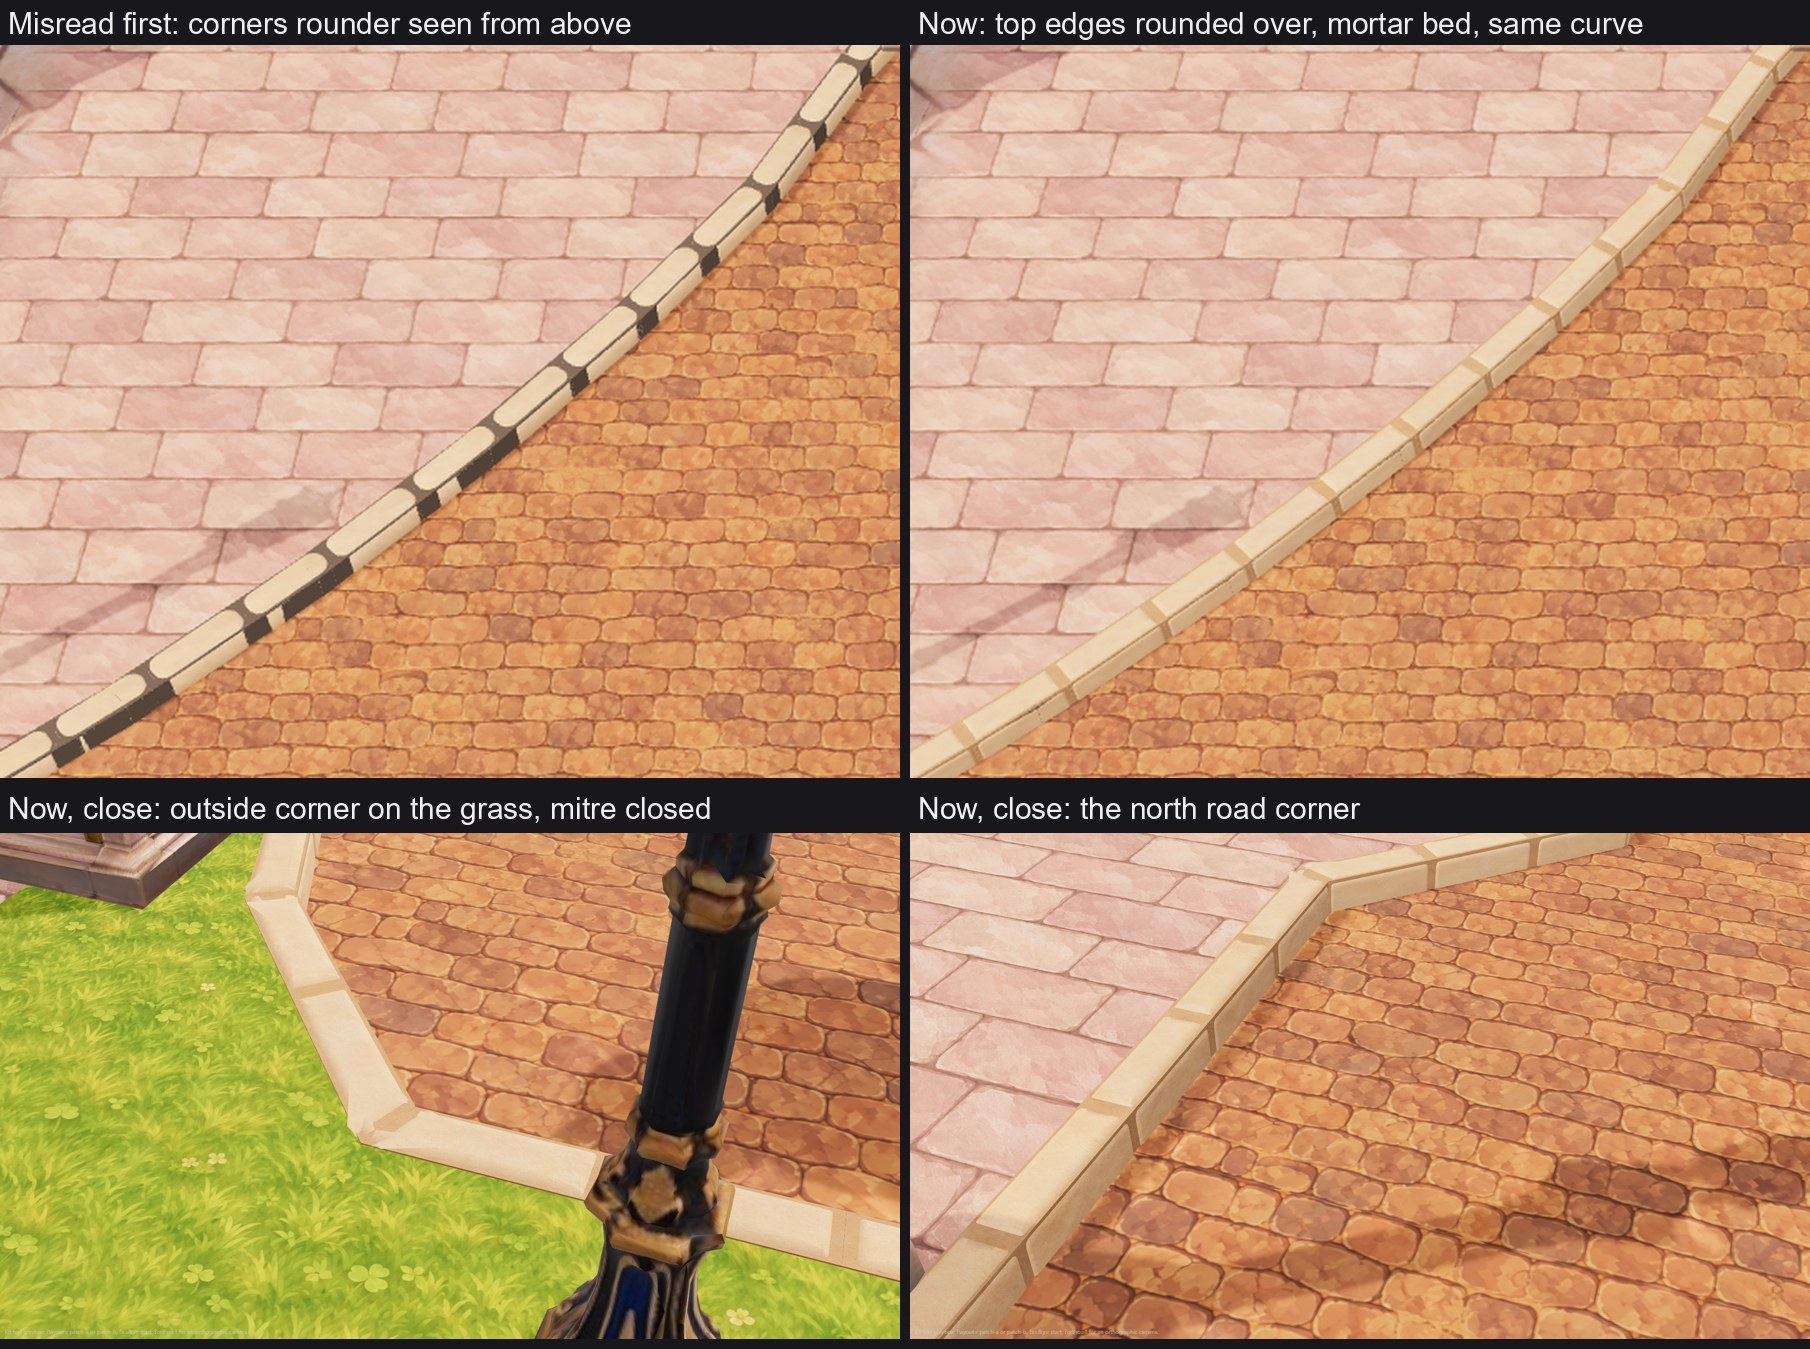 Misread first: corners rounder seen from above
Now: top edges rounded over, mortar bed, same curve
Now, close: outside corner on the grass, mitre closed
Now, close: the north road corner